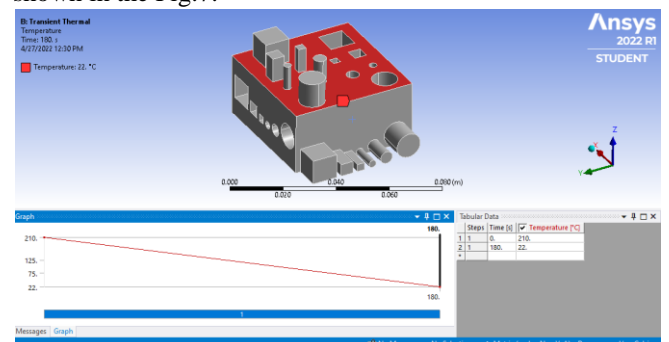 shown in the Fig.7.
B: Transient Thermal
Temperature
Time: 180. s
4/27/2022 12:30 PM
Temperature: 22. °C
Ansys
2022 R1
STUDENT
Z
X
Y
0.000
0.040
0.080 (m)
0.020
0.060
Graph
180.
210.
125.
75.
22.
180.
1
Messages Graph
Tabular Data
Steps Time [s] Temperature [°C]
1 1 0. 210.
2 1 180. 22.
*